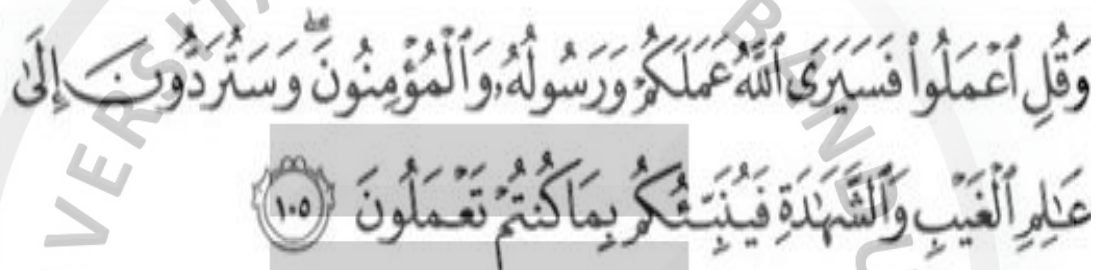 وَقُلِ ٱعْمَلُوا۟ فَسَيَرَى ٱللَّهُ عَمَلَكُمْ وَرَسُولُهُۥ وَٱلْمُؤْمِنُونَ ۖ وَسَتُرَدُّونَ إِلَىٰ
عَـٰلِمِ ٱلْغَيْبِ وَٱلشَّهَـٰدَةِ فَيُنَبِّئُكُم بِمَا كُنتُمْ تَعْمَلُونَ ١٠٥